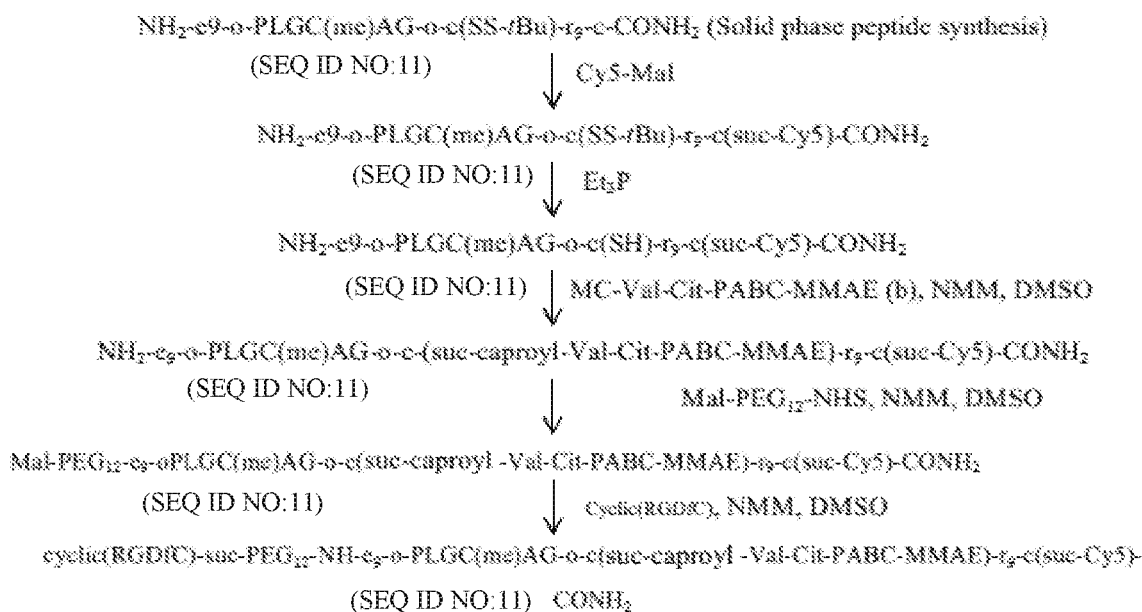 NH₂-e9-o-PLGC(me)AG-o-c(SS-tBu)-r₉-c-CONH₂ (Solid phase peptide synthesis)
(SEQ ID NO:11)
Cy5-Mal
NH₂-e9-o-PLGC(me)AG-o-c(SS-tBu)-r₉-c(suc-Cy5)-CONH₂
(SEQ ID NO:11)
Et₃P
NH₂-e9-o-PLGC(me)AG-o-c(SH)-r₉-c(suc-Cy5)-CONH₂
(SEQ ID NO:11)
MC-Val-Cit-PABC-MMAE (b), NMM, DMSO
NH₂-e₉-o-PLGC(me)AG-o-c-(suc-caproyl-Val-Cit-PABC-MMAE)-r₉-c(suc-Cy5)-CONH₂
(SEQ ID NO:11)
Mal-PEG₁₂-NHS, NMM, DMSO
Mal-PEG₁₂-e₉-oPLGC(me)AG-o-c(suc-caproyl -Val-Cit-PABC-MMAE)-r₉-c(suc-Cy5)-CONH₂
(SEQ ID NO:11)
Cyclic(RGDfC), NMM, DMSO
cyclic(RGDfC)-suc-PEG₁₂-NH-e₉-o-PLGC(me)AG-o-c(suc-caproyl -Val-Cit-PABC-MMAE)-r₉-c(suc-Cy5)-
(SEQ ID NO:11) CONH₂